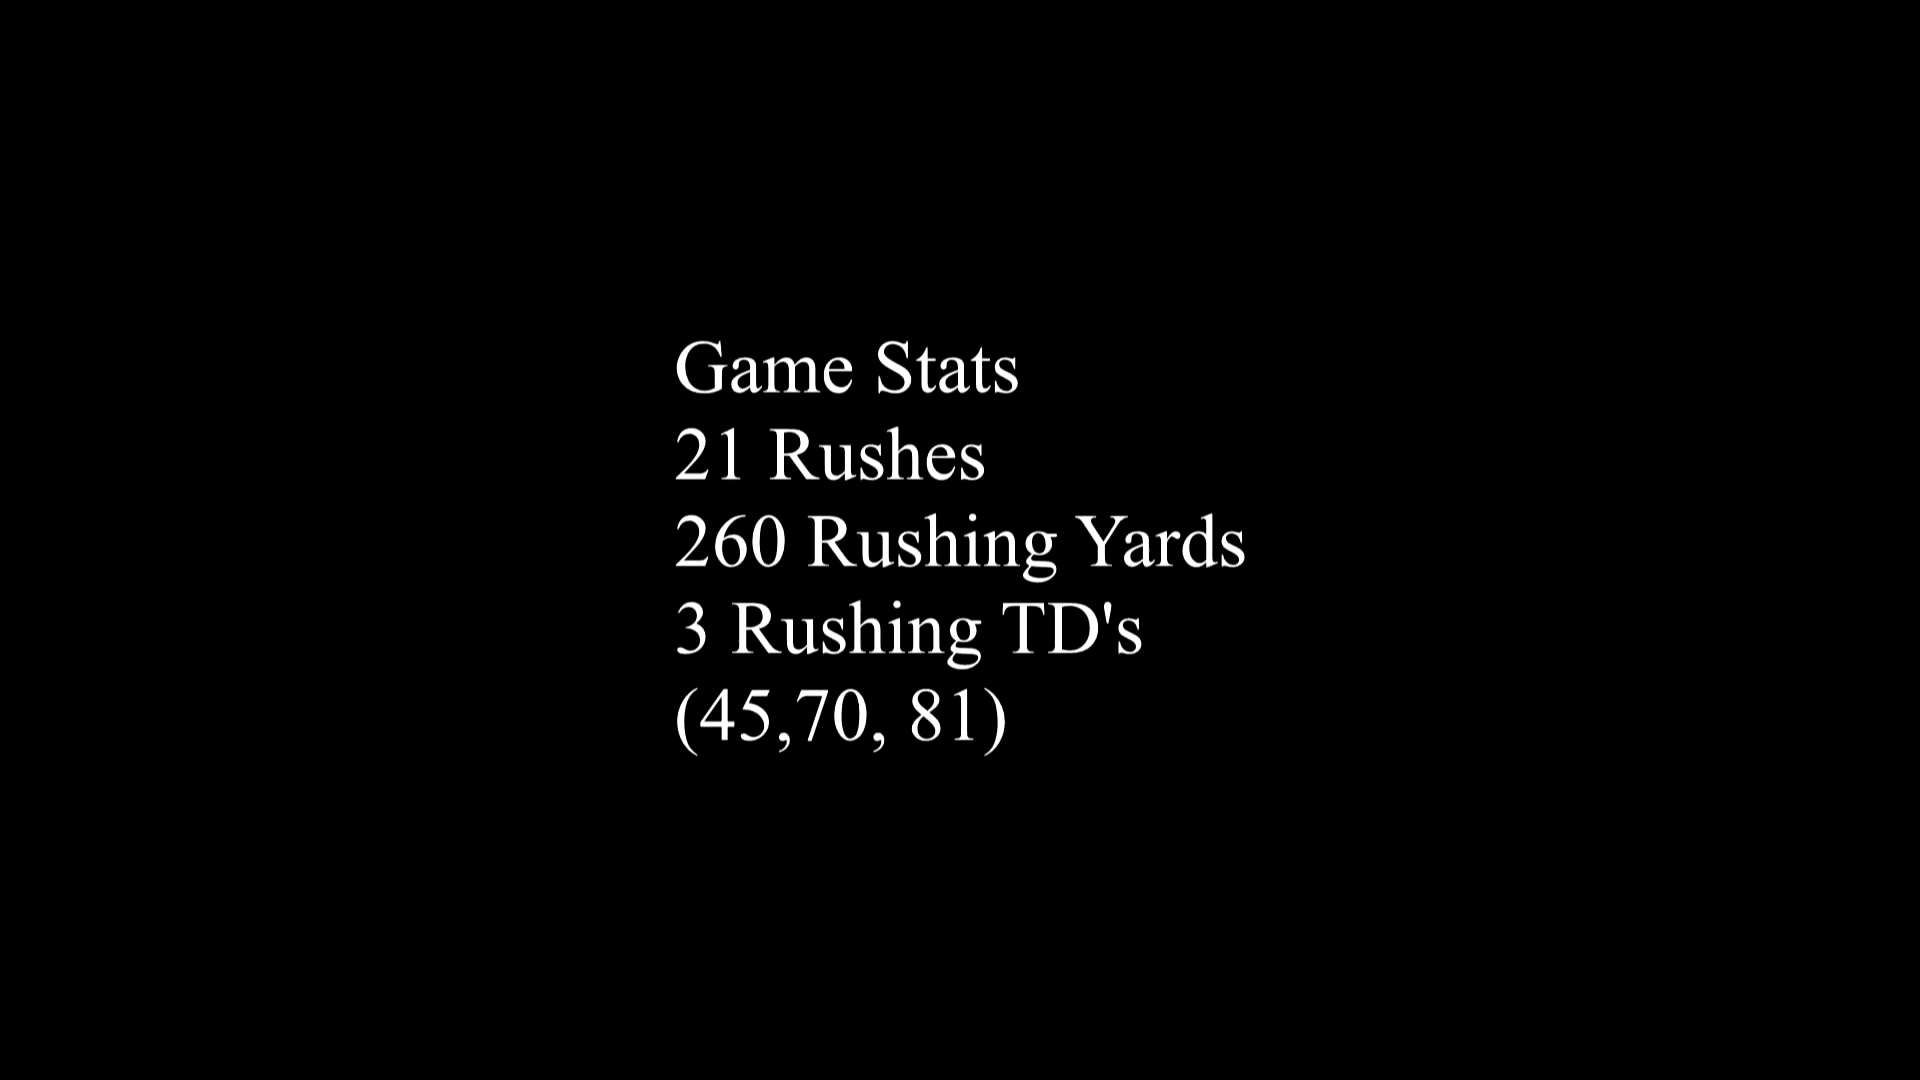 Game Stats
21 Rushes
260 Rushing Yards
3 Rushing TD's
(45,70, 81)